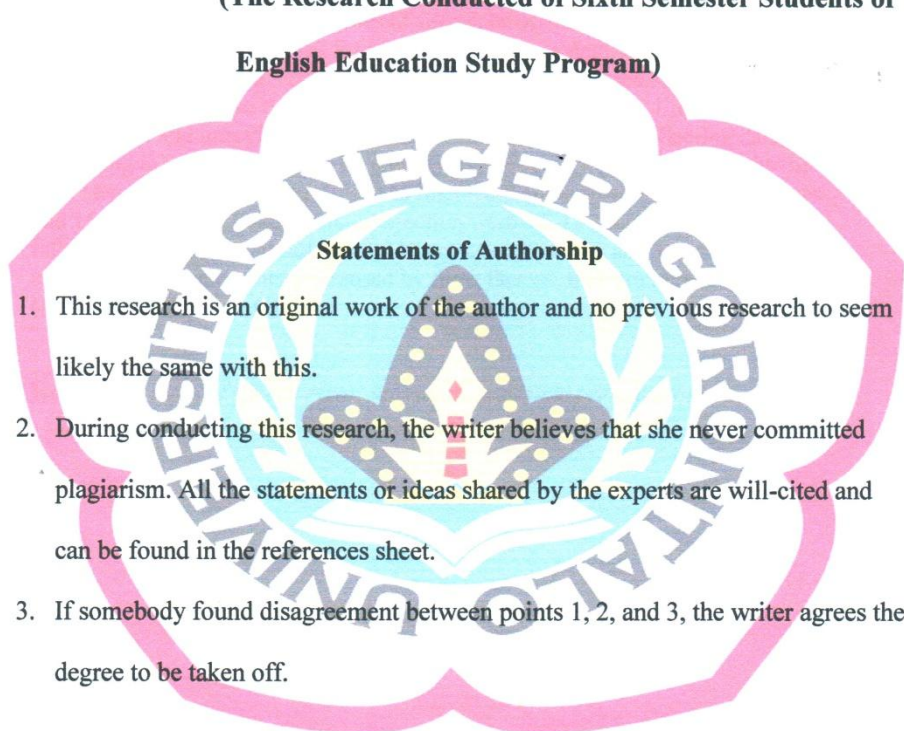 (The Research Conducted of Sixth Semester Students of
English Education Study Program)
UNIVERSITAS NEGERI GORONTALO
Statements of Authorship
1. This research is an original work of the author and no previous research to seem
likely the same with this.
2. During conducting this research, the writer believes that she never committed
plagiarism. All the statements or ideas shared by the experts are will-cited and
can be found in the references sheet.
3. If somebody found disagreement between points 1, 2, and 3, the writer agrees the
degree to be taken off.